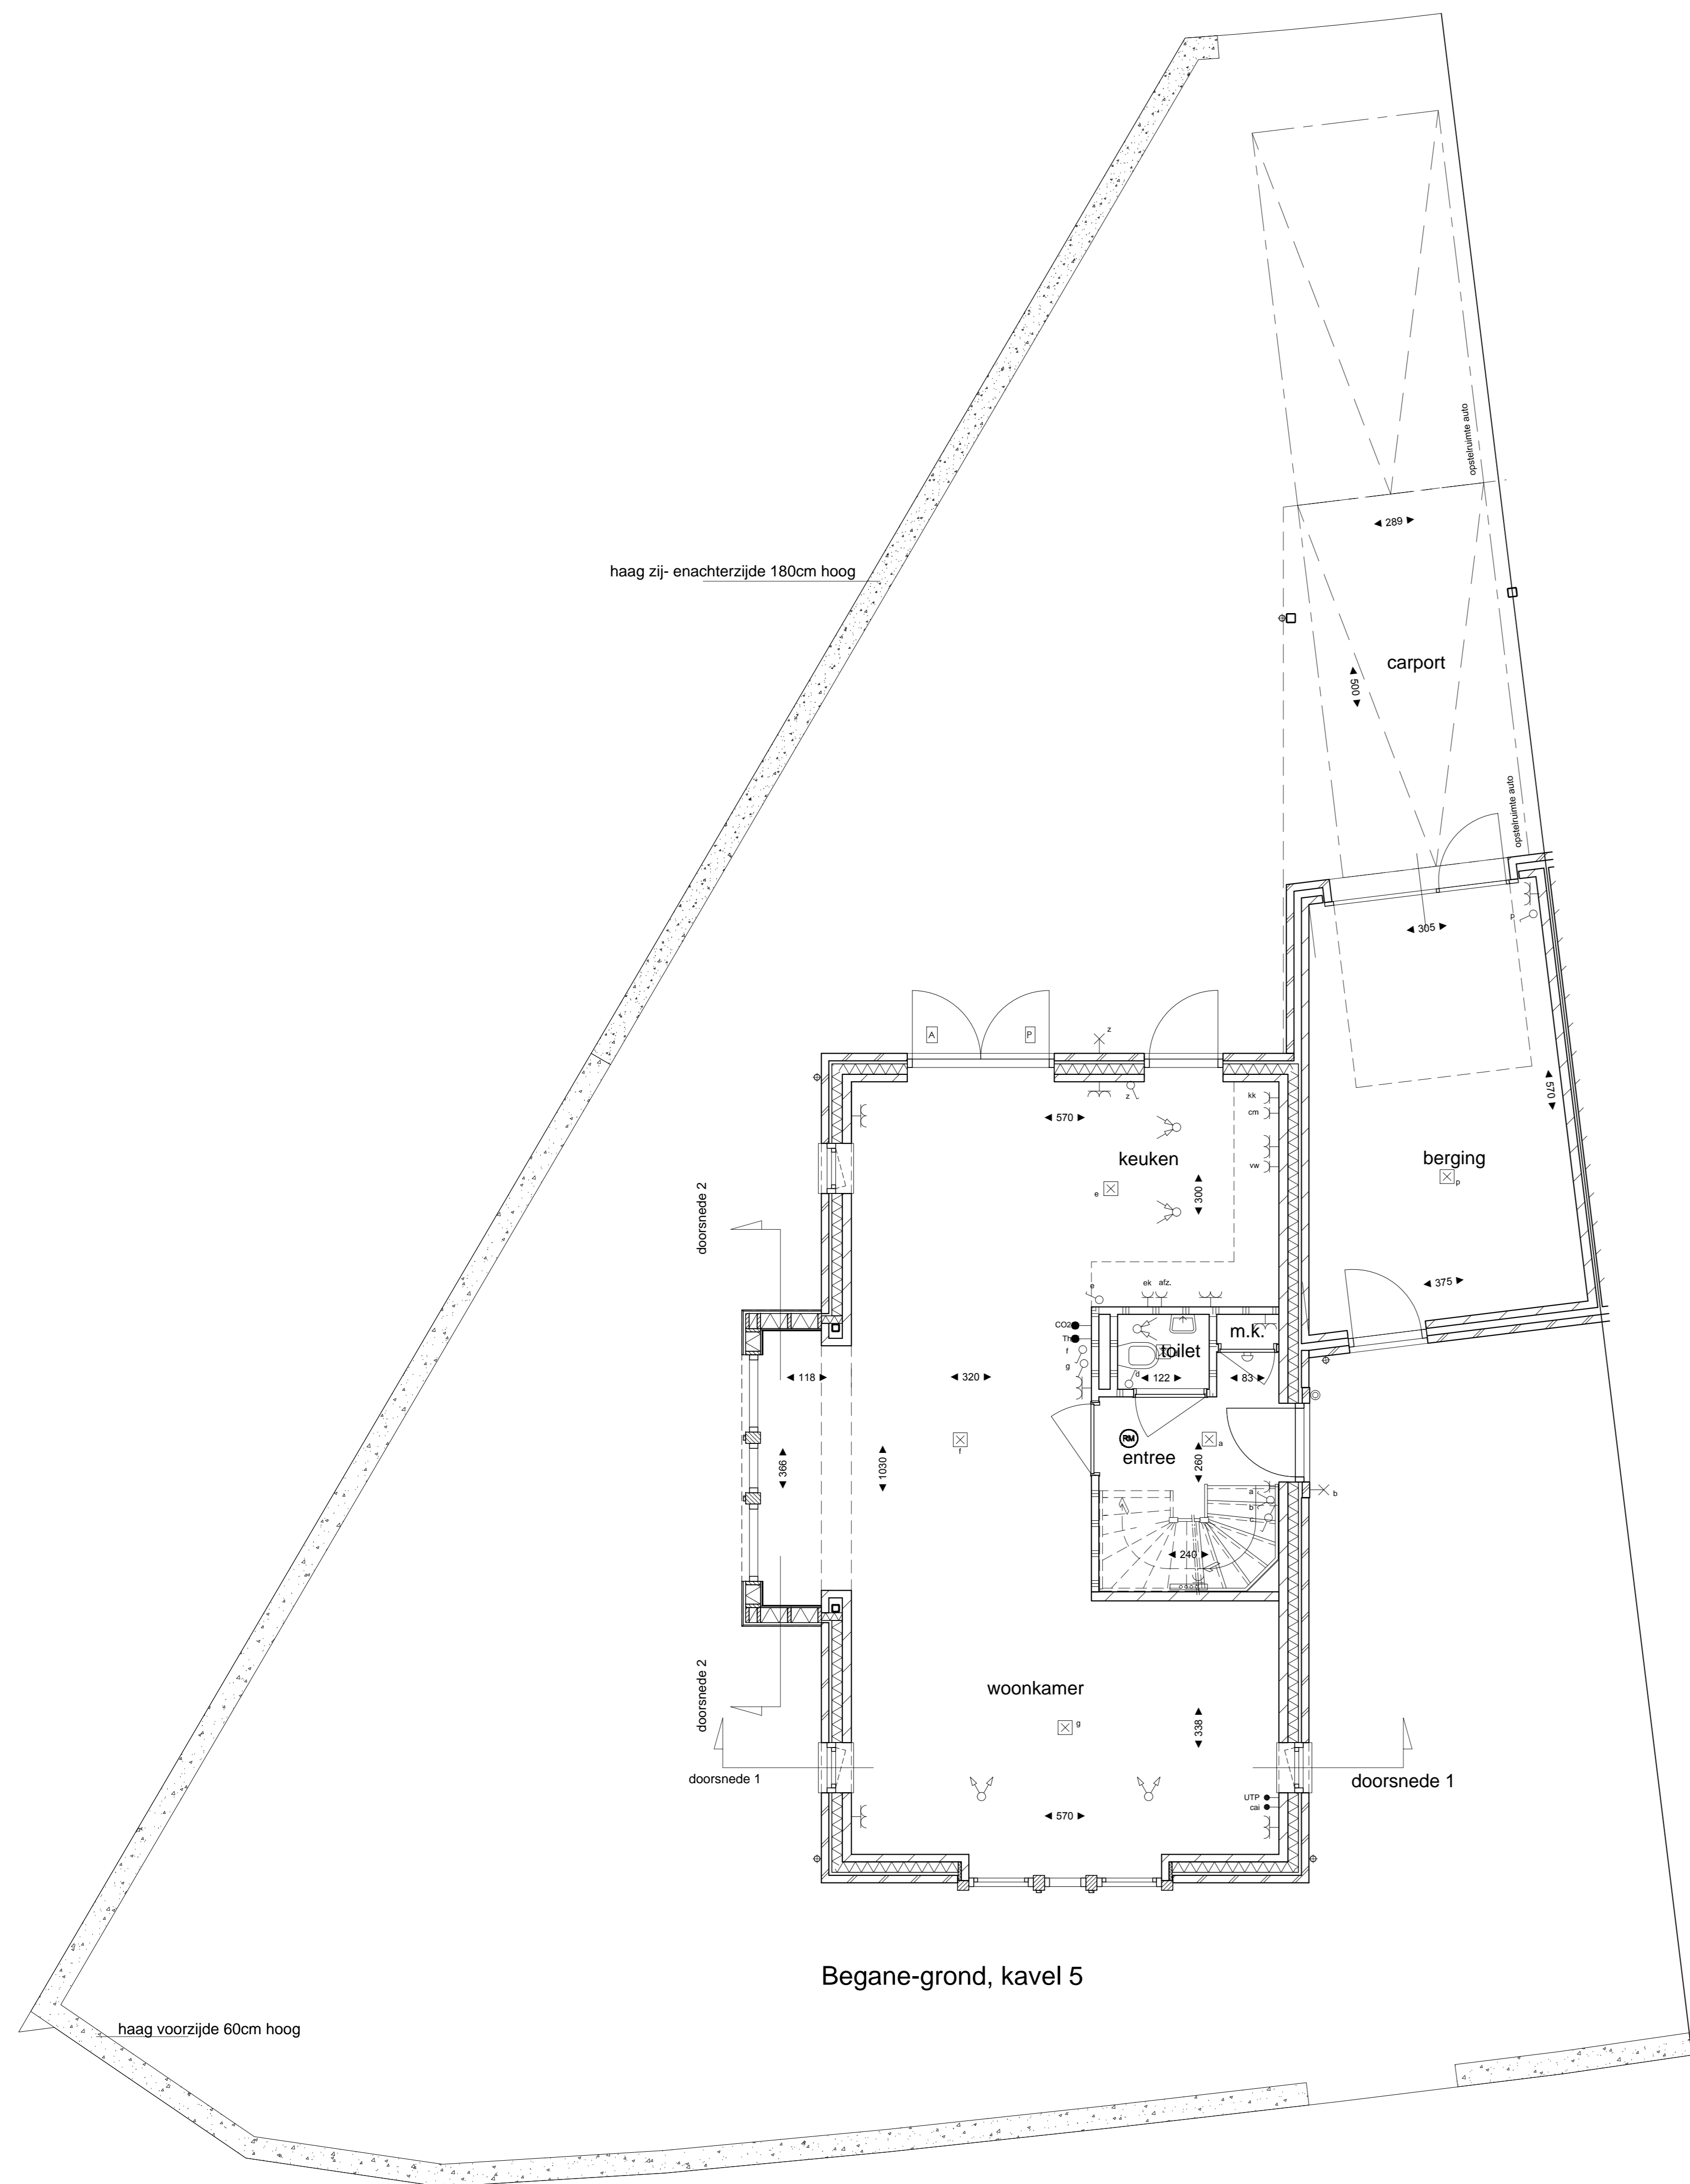 opstelruimte auto
◄ 289 ►
haag zij- enachterzijde 180cm hoog
carport
◄ 500 ►
opstelruimte auto
p
◄ 305 ►
A
P
z
z
kk
cm
◄ 570 ►
◄ 570 ►
keuken
vw
berging
p
e
◄ 300 ►
doorsnede 2
ek
afz.
e
◄ 375 ►
CO2
Th
m.k.
f
toilet
g
d
◄ 118 ►
◄ 320 ►
◄ 122 ►
◄ 83 ►
RM
f
a
entree
◄ 366 ►
◄ 1030 ►
◄ 260 ►
a
b
b
◄ 240 ►
doorsnede 2
woonkamer
g
◄ 338 ►
doorsnede 1
doorsnede 1
UTP
cai
◄ 570 ►
Begane-grond, kavel 5
haag voorzijde 60cm hoog